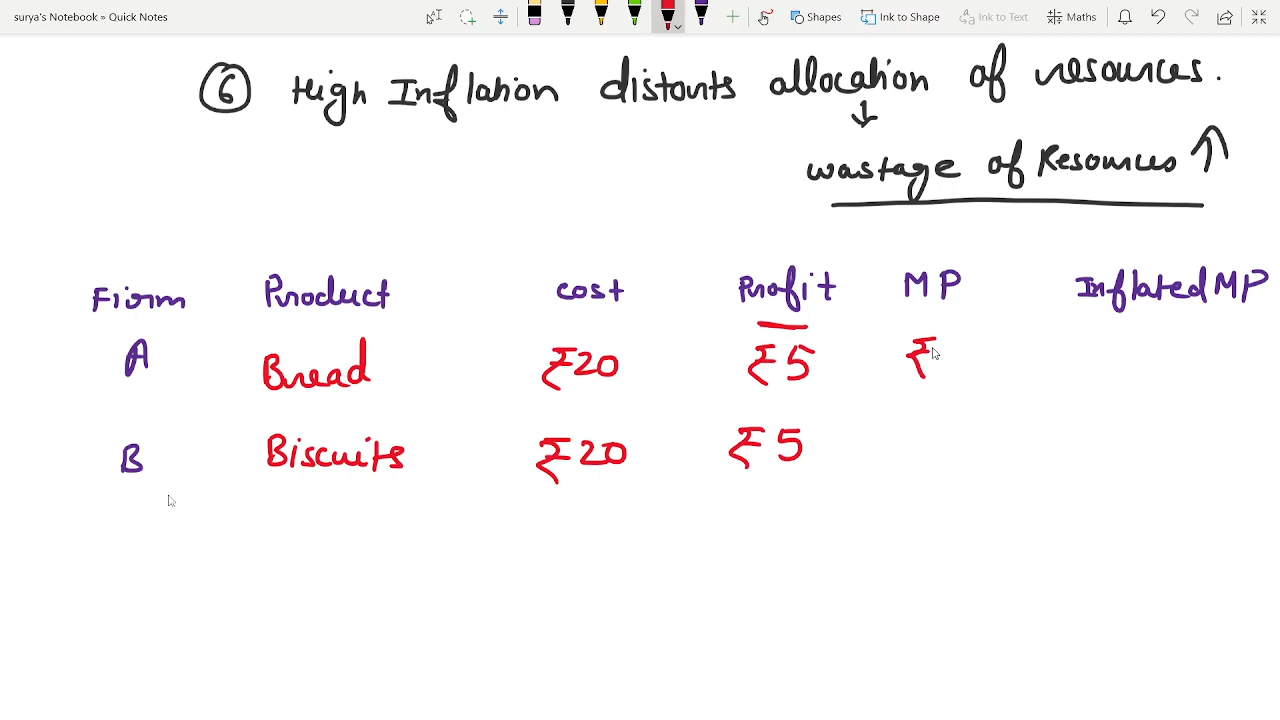 surya's Notebook » Quick Notes
Shapes Ink to Shape Ink to Text Maths
6 High Inflation distorts allocation of resources.
↓
wastage of Resources ↑
Firm Product cost Profit MP Inflated MP
A Bread ₹20 ₹5 ₹
B Biscuits ₹20 ₹5